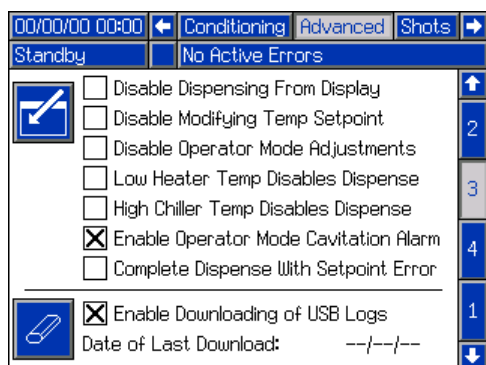 00/00/00 00:00 Conditioning Advanced Shots
Standby No Active Errors
Disable Dispensing From Display
Disable Modifying Temp Setpoint
2
Disable Operator Mode Adjustments
Low Heater Temp Disables Dispense
3
High Chiller Temp Disables Dispense
Enable Operator Mode Cavitation Alarm
4
Complete Dispense With Setpoint Error
Enable Downloading of USB Logs
1
Date of Last Download: --/--/--